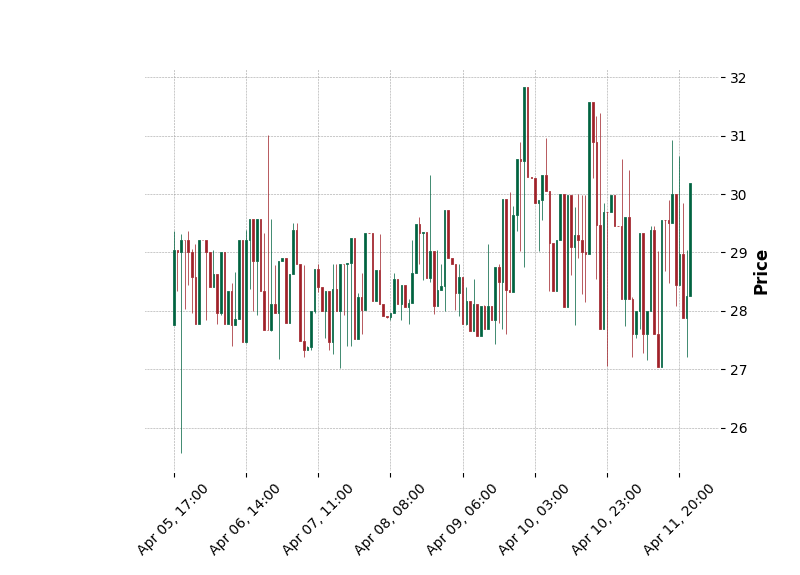 32
31
30
29
28
27
26
Price
Apr 05, 17:00
Apr 06, 14:00
Apr 07, 11:00
Apr 08, 08:00
Apr 09, 06:00
Apr 10, 03:00
Apr 10, 23:00
Apr 11, 20:00